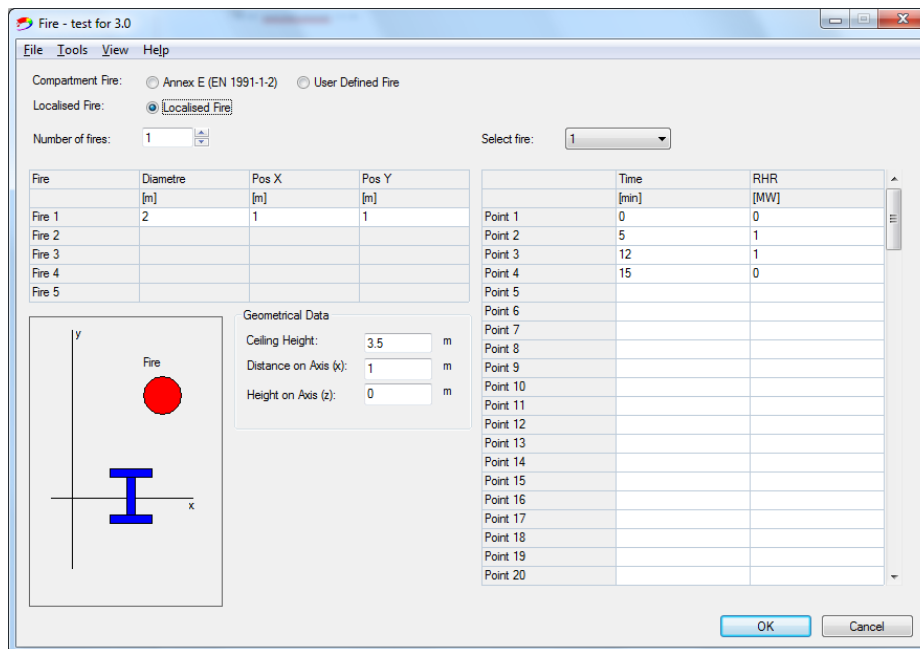 Fire - test for 3.0
File Tools View Help
Compartment Fire: Annex E (EN 1991-1-2) User Defined Fire
Localised Fire: Localised Fire
Number of fires: 1 Select fire: 1
Fire Diametre Pos X Pos Y
[m] [m] [m]
Fire 1 2 1 1
Fire 2
Fire 3
Fire 4
Fire 5
Time RHR
[min] [MW]
Point 1 0 0
Point 2 5 1
Point 3 12 1
Point 4 15 0
Point 5
Point 6
Point 7
Point 8
Point 9
Point 10
Point 11
Point 12
Point 13
Point 14
Point 15
Point 16
Point 17
Point 18
Point 19
Point 20
y
Fire
x
Geometrical Data
Ceiling Height: 3.5 m
Distance on Axis (x): 1 m
Height on Axis (z): 0 m
OK Cancel